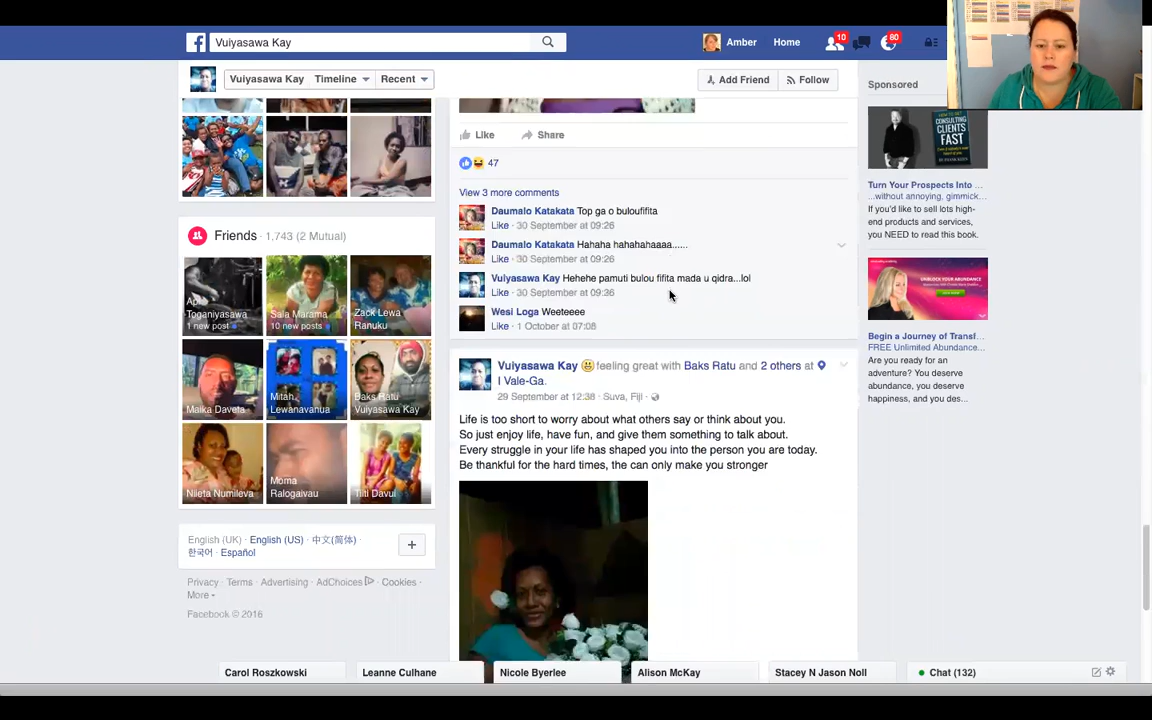 Vuiyasawa Kay
Amber
Home
10
80
Vuiyasawa Kay
Timeline
Recent
Add Friend
Follow
Like
Share
47
View 3 more comments
Daumalo Katakata Top ga o buloufifita
Like · 30 September at 09:26
Daumalo Katakata Hahaha hahahahaaaa......
Like · 30 September at 09:26
Vuiyasawa Kay Hehehe pamuti bulou fifita mada u qidra...lol
Like · 30 September at 09:36
Wesi Loga Weeteeee
Like · 1 October at 07:08
Friends · 1,743 (2 Mutual)
Toganiyasawa
1 new post
Sala Marama
10 new posts
Zack Lewa
Ranuku
Maika Daveta
Mitah
Lewanavanua
Baks Ratu
Vuiyasawa Kay
Nileta Numileva
Moma
Ralogaivau
Titi Davui
English (UK) · English (US) · 中文(简体) ·
한국어 · Español
Privacy · Terms · Advertising · AdChoices · Cookies ·
More
Facebook © 2016
Vuiyasawa Kay feeling great with Baks Ratu and 2 others at
I Vale-Ga.
29 September at 12:38 · Suva, Fiji ·
Life is too short to worry about what others say or think about you.
So just enjoy life, have fun, and give them something to talk about.
Every struggle in your life has shaped you into the person you are today.
Be thankful for the hard times, the can only make you stronger
Sponsored
HOW TO GET
CONSULTING
CLIENTS
FAST
Turn Your Prospects Into ...
...without annoying, gimmick...
If you'd like to sell lots high-
end products and services,
you NEED to read this book.
UNBLOCK YOUR
ABUNDANCE
Begin a Journey of Transf...
FREE Unlimited Abundance...
Are you ready for an
adventure? You deserve
abundance, happiness,
happiness, and you des...
Carol Roszkowski
Leanne Culhane
Nicole Byerlee
Alison McKay
Stacey N Jason Noll
Chat (132)